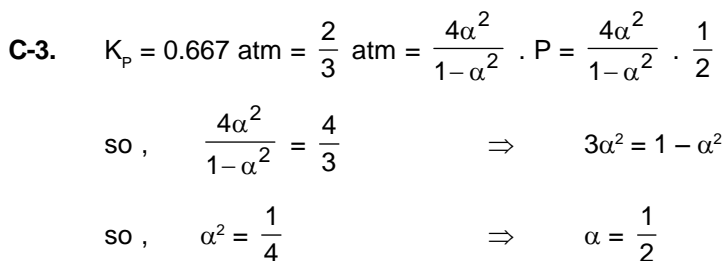 C-3. K_P = 0.667 atm = 2/3 atm = 4α²/(1– α²) . P = 4α²/(1– α²) . 1/2
so , 4α²/(1– α²) = 4/3 ⇒ 3α² = 1 – α²
so , α² = 1/4 ⇒ α = 1/2